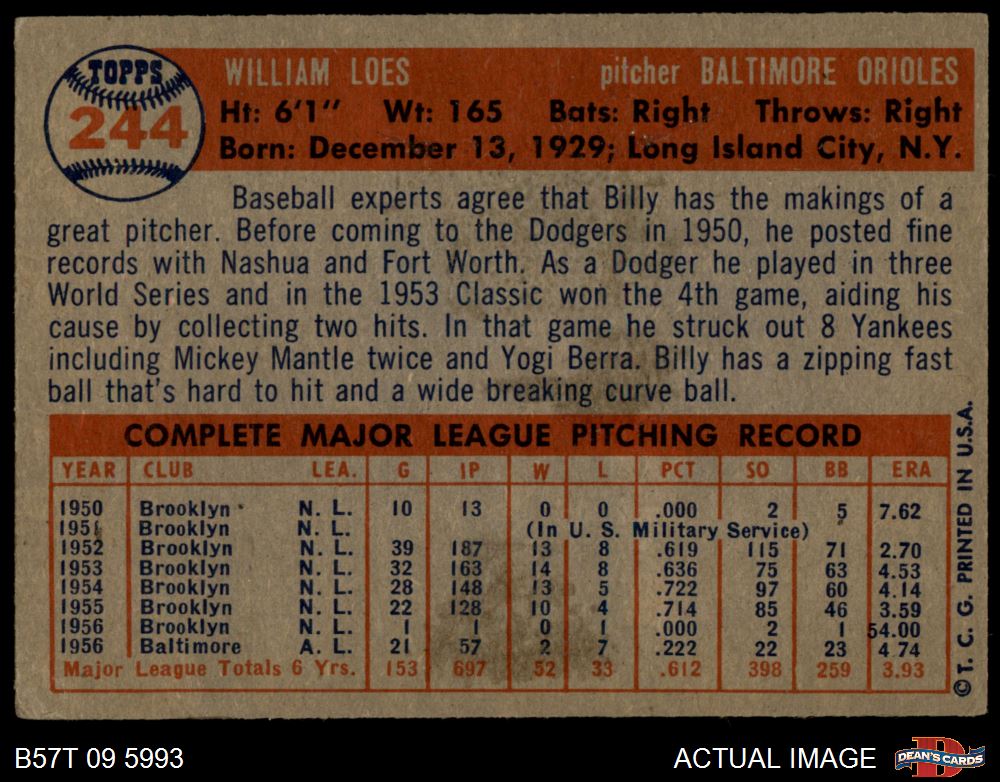 TOPPS
244
WILLIAM LOES pitcher BALTIMORE ORIOLES
Ht: 6'1" Wt: 165 Bats: Right Throws: Right
Born: December 13, 1929; Long Island City, N.Y.
Baseball experts agree that Billy has the makings of a
great pitcher. Before coming to the Dodgers in 1950, he posted fine
records with Nashua and Fort Worth. As a Dodger he played in three
World Series and in the 1953 Classic won the 4th game, aiding his
cause by collecting two hits. In that game he struck out 8 Yankees
including Mickey Mantle twice and Yogi Berra. Billy has a zipping fast
ball that's hard to hit and a wide breaking curve ball.
COMPLETE MAJOR LEAGUE PITCHING RECORD
YEAR CLUB LEA. G IP W L PCT SO BB ERA
1950 Brooklyn N. L. 10 13 0 0 .000 2 5 7.62
1951 Brooklyn N. L. (In U. S. Military Service)
1952 Brooklyn N. L. 39 187 13 8 .619 115 71 2.70
1953 Brooklyn N. L. 32 163 14 8 .636 75 63 4.53
1954 Brooklyn N. L. 28 148 13 5 .722 97 60 4.14
1955 Brooklyn N. L. 22 128 10 4 .714 85 46 3.59
1956 Brooklyn N. L. 1 1 0 1 .000 2 1 54.00
1956 Baltimore A. L. 21 57 2 7 .222 22 23 4.74
Major League Totals 6 Yrs. 153 697 52 33 .612 398 259 3.93
© T. C. G. PRINTED IN U.S.A.
B57T 09 5993 ACTUAL IMAGE
DEAN'S CARDS